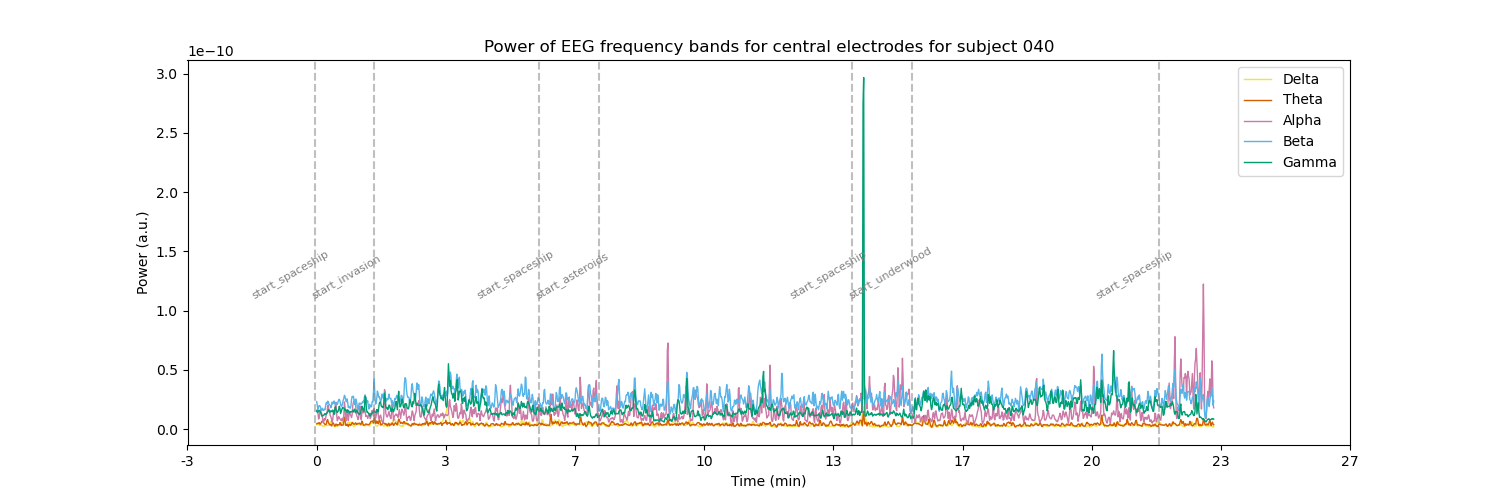 Power of EEG frequency bands for central electrodes for subject 040
1e−10
3.0
2.5
2.0
1.5
1.0
0.5
0.0
Power (a.u.)
start_spaceship
start_invasion
start_spaceship
start_asteroids
start_spaceship
start_underwood
start_spaceship
Delta
Theta
Alpha
Beta
Gamma
-3 0 3 7 10 13 17 20 23 27
Time (min)